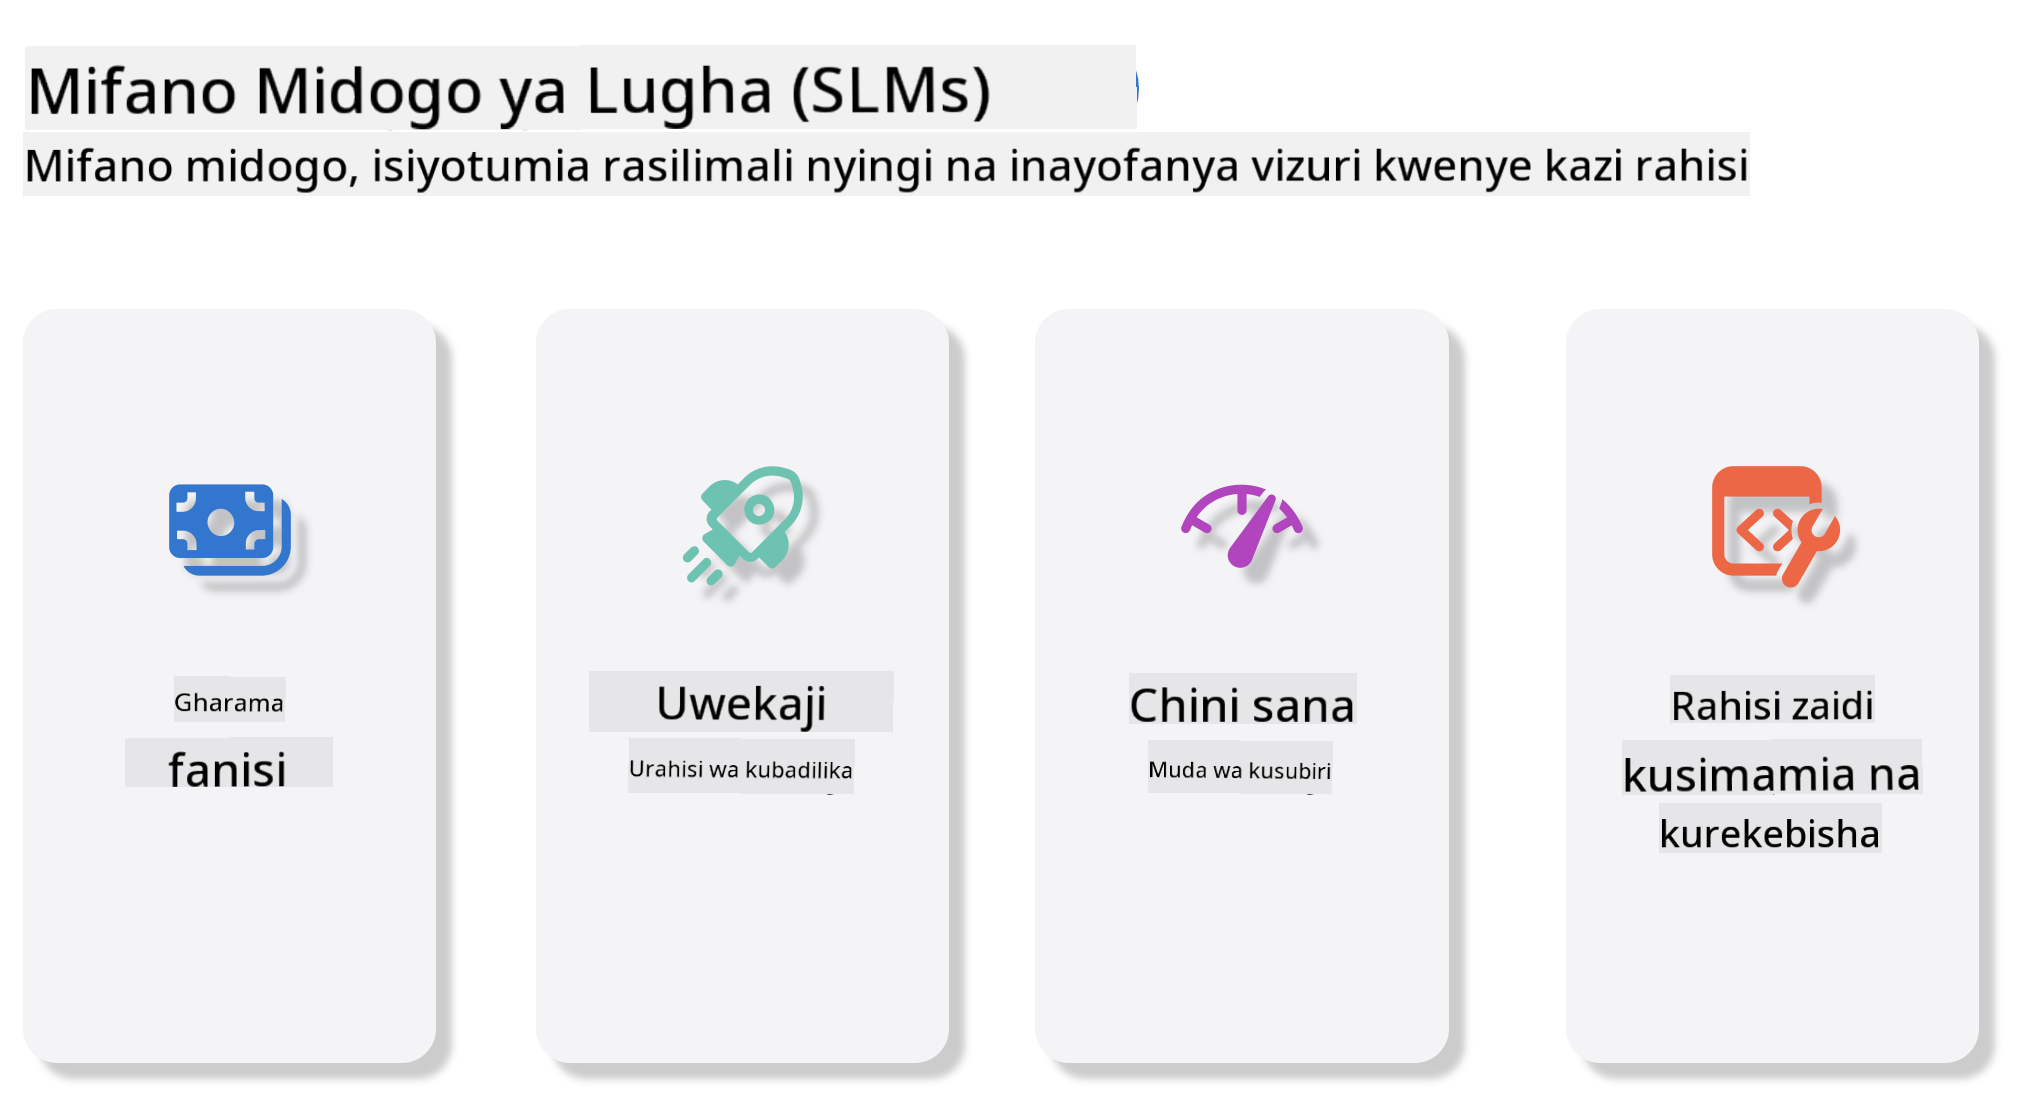 Mifano Midogo ya Lugha (SLMs)
Mifano midogo, isiyotumia rasilimali nyingi na inayofanya vizuri kwenye kazi rahisi
Gharama
fanisi
Uwekaji
Urahisi wa kubadilika
Chini sana
Muda wa kusubiri
Rahisi zaidi
kusimamia na
kurekebisha